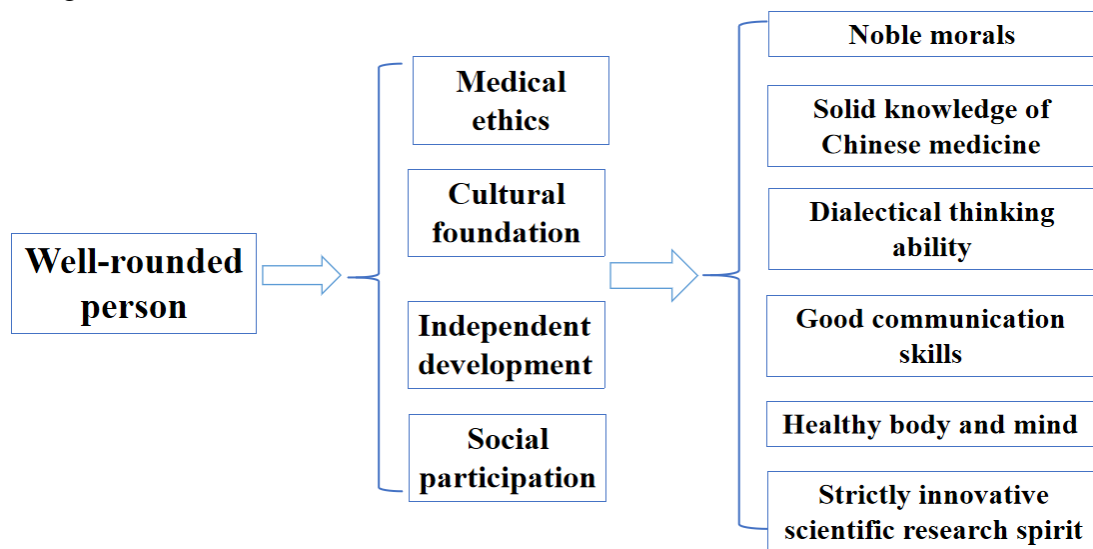 Well-rounded
person
Medical
ethics
Cultural
foundation
Independent
development
Social
participation
Noble morals
Solid knowledge of
Chinese medicine
Dialectical thinking
ability
Good communication
skills
Healthy body and mind
Strictly innovative
scientific research spirit